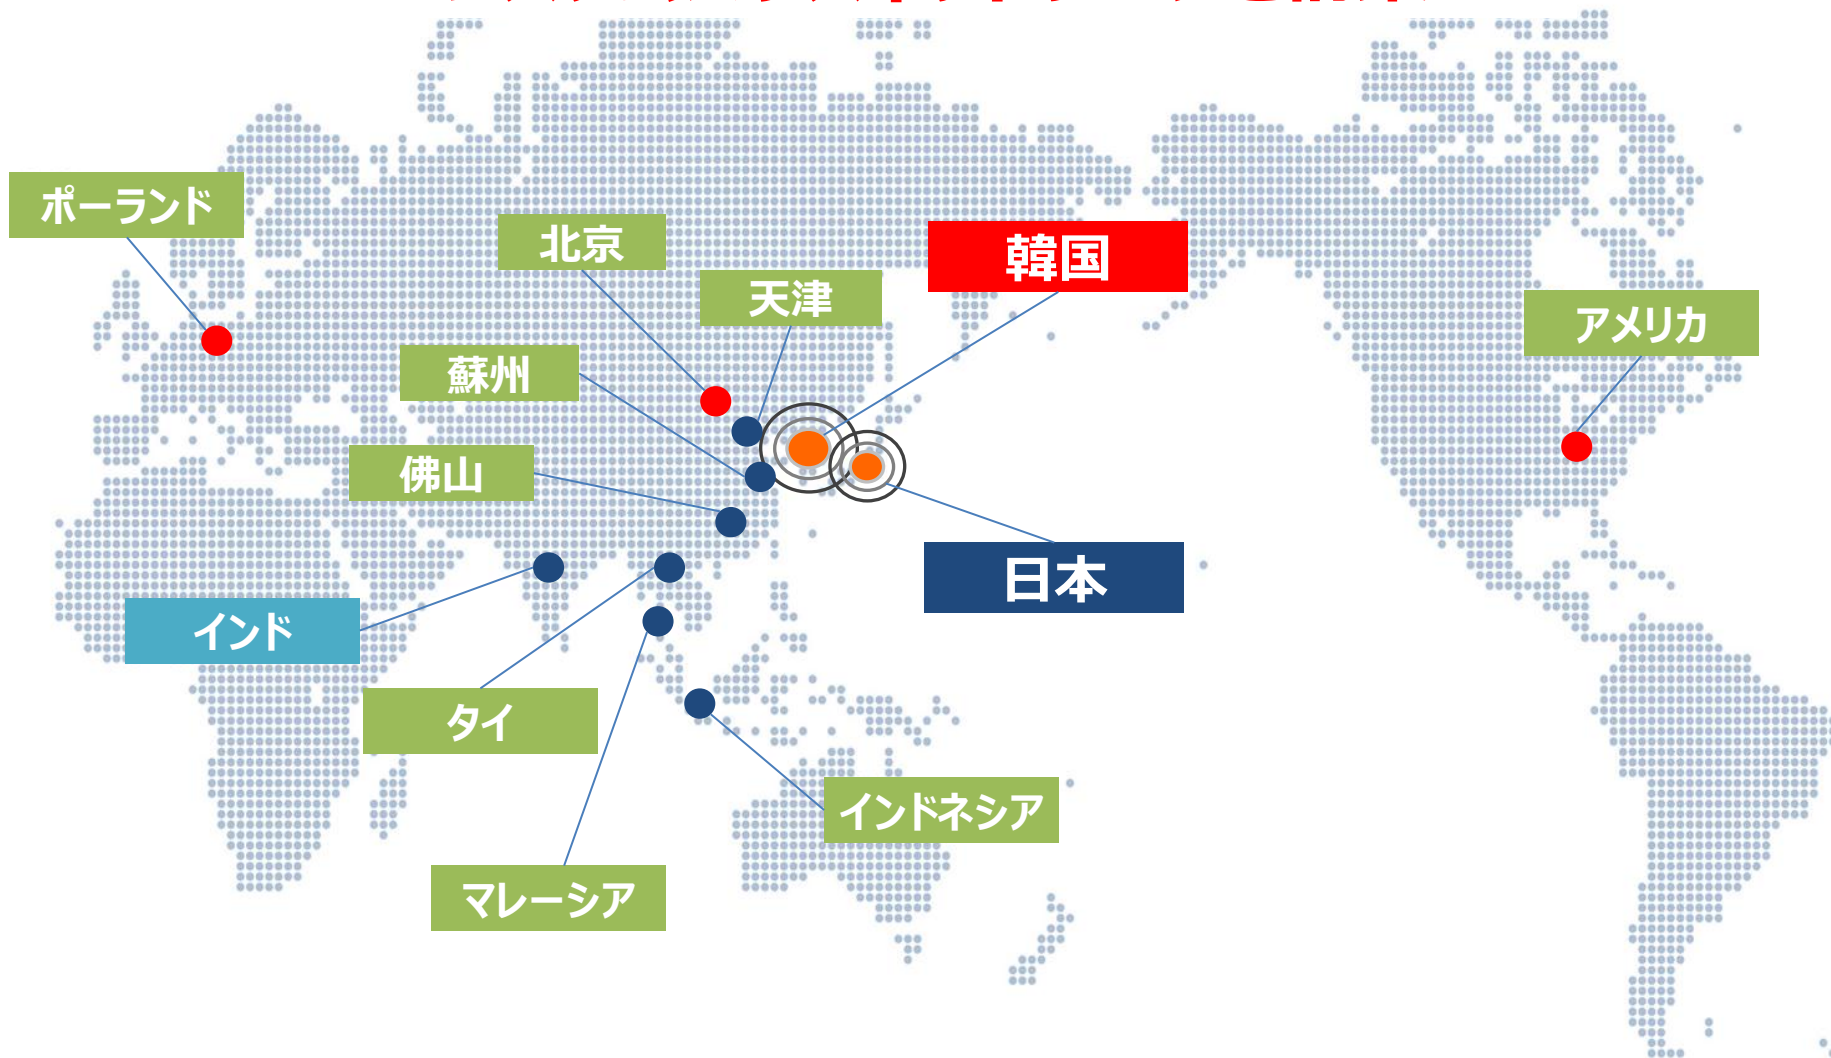 ポーランド
北京
韓国
天津
アメリカ
蘇州
佛山
日本
インド
タイ
インドネシア
マレーシア